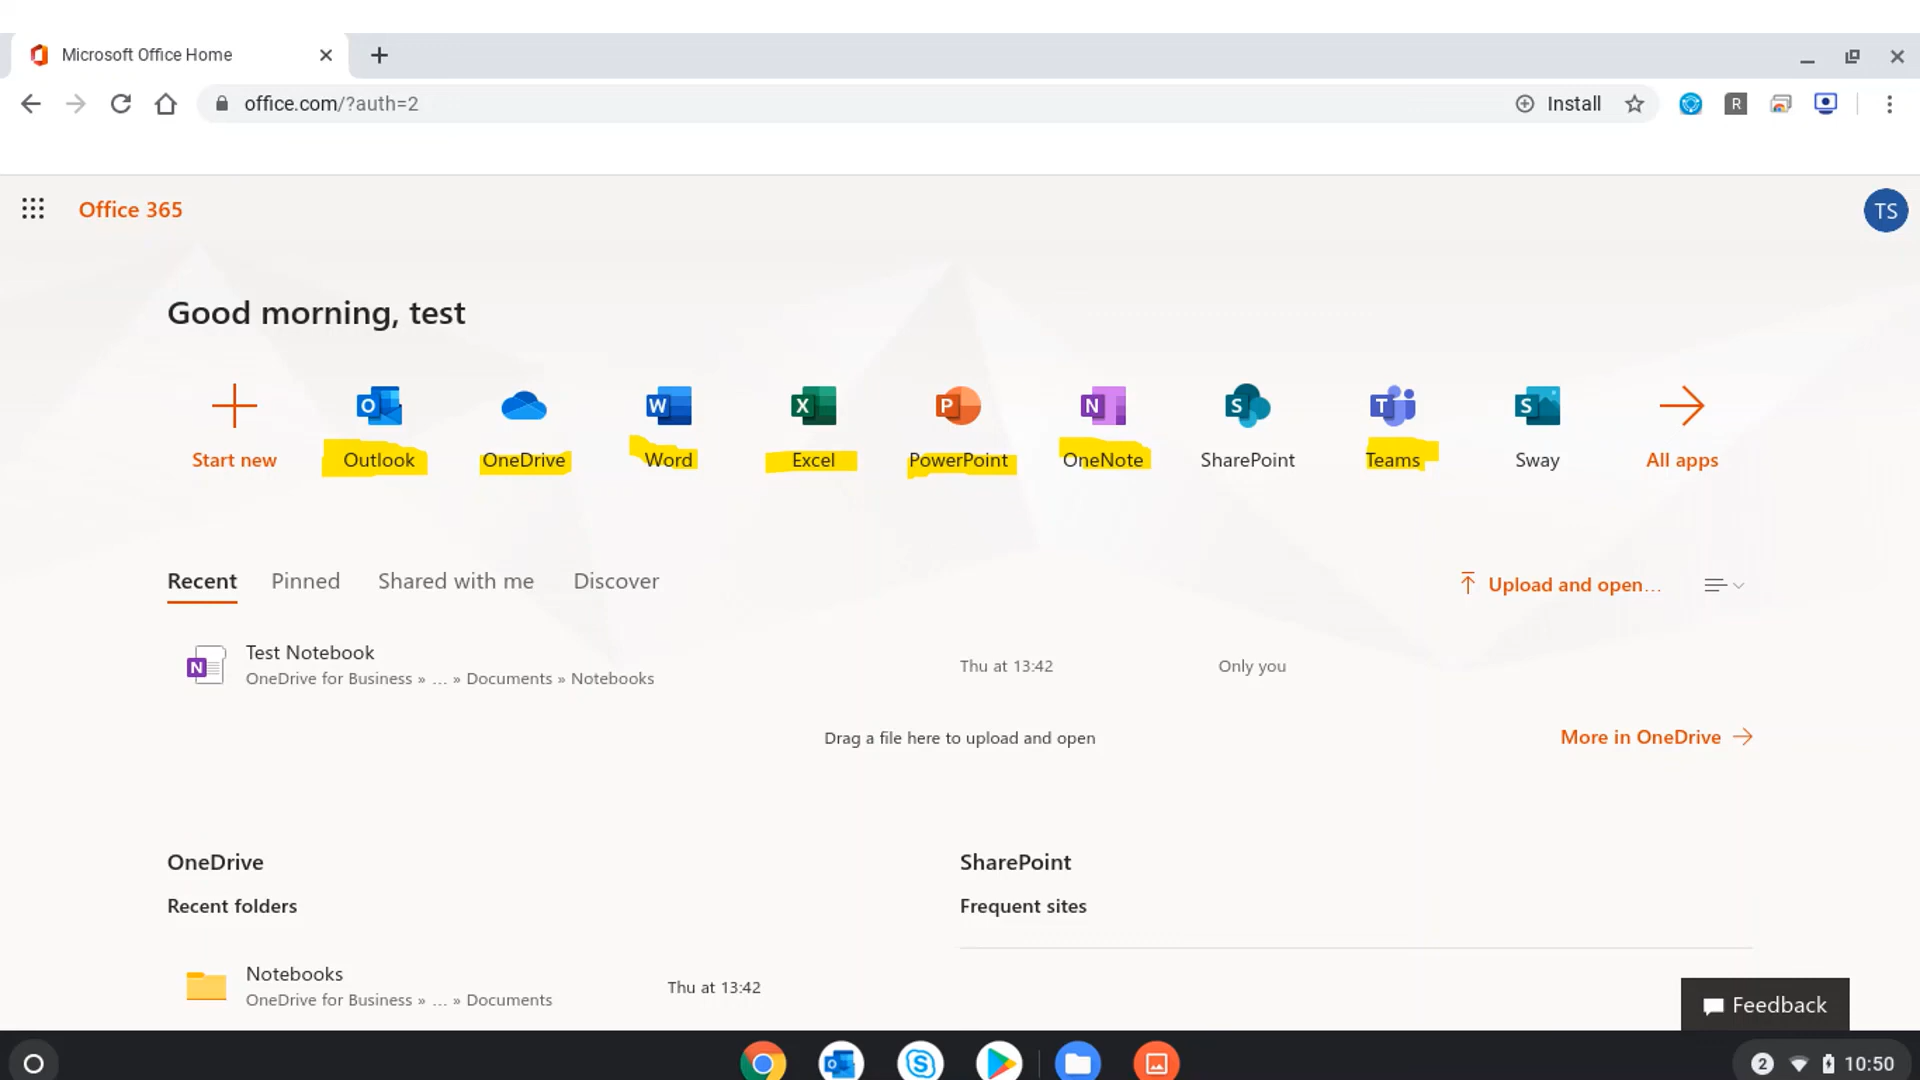 Microsoft Office Home
office.com/?auth=2
Install
R
Office 365
TS
Good morning, test
Start new
Outlook
OneDrive
Word
Excel
PowerPoint
OneNote
SharePoint
Teams
Sway
All apps
Recent Pinned Shared with me Discover
Upload and open...
Test Notebook
OneDrive for Business » ... » Documents » Notebooks
Thu at 13:42
Only you
Drag a file here to upload and open
More in OneDrive
OneDrive
Recent folders
Notebooks
OneDrive for Business » ... » Documents
Thu at 13:42
SharePoint
Frequent sites
Feedback
2
10:50